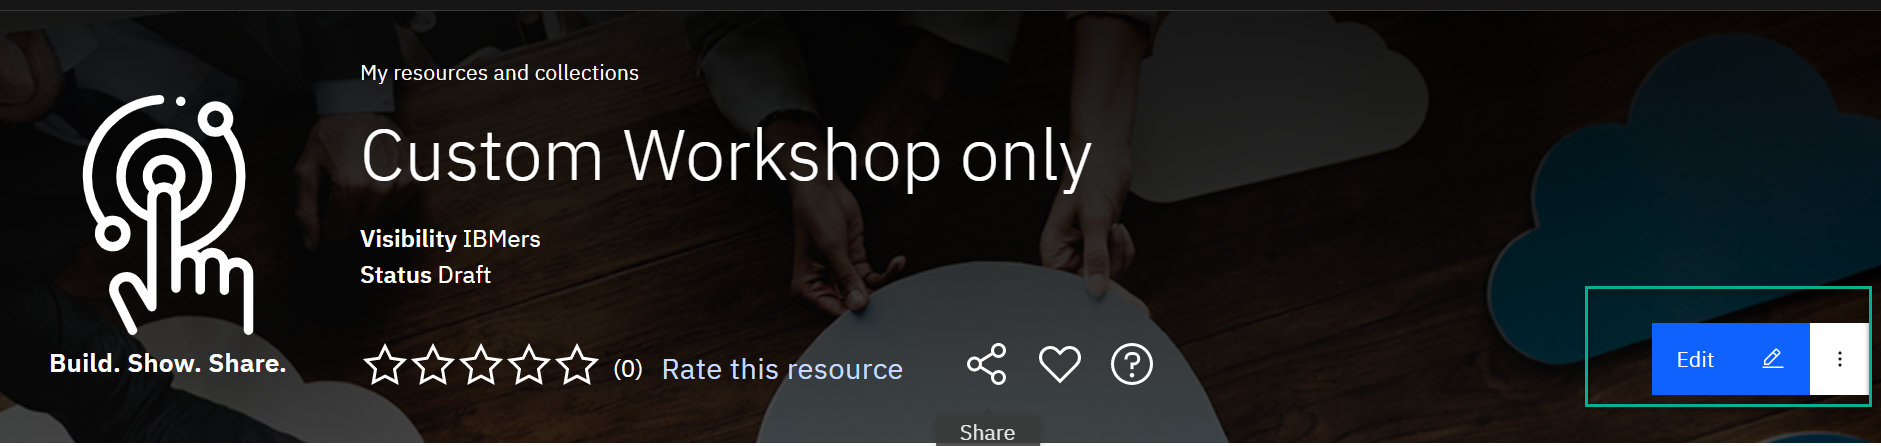 My resources and collections
Custom Workshop only
Visibility IBMers
Status Draft
Build. Show. Share.
(0) Rate this resource
Edit
Share